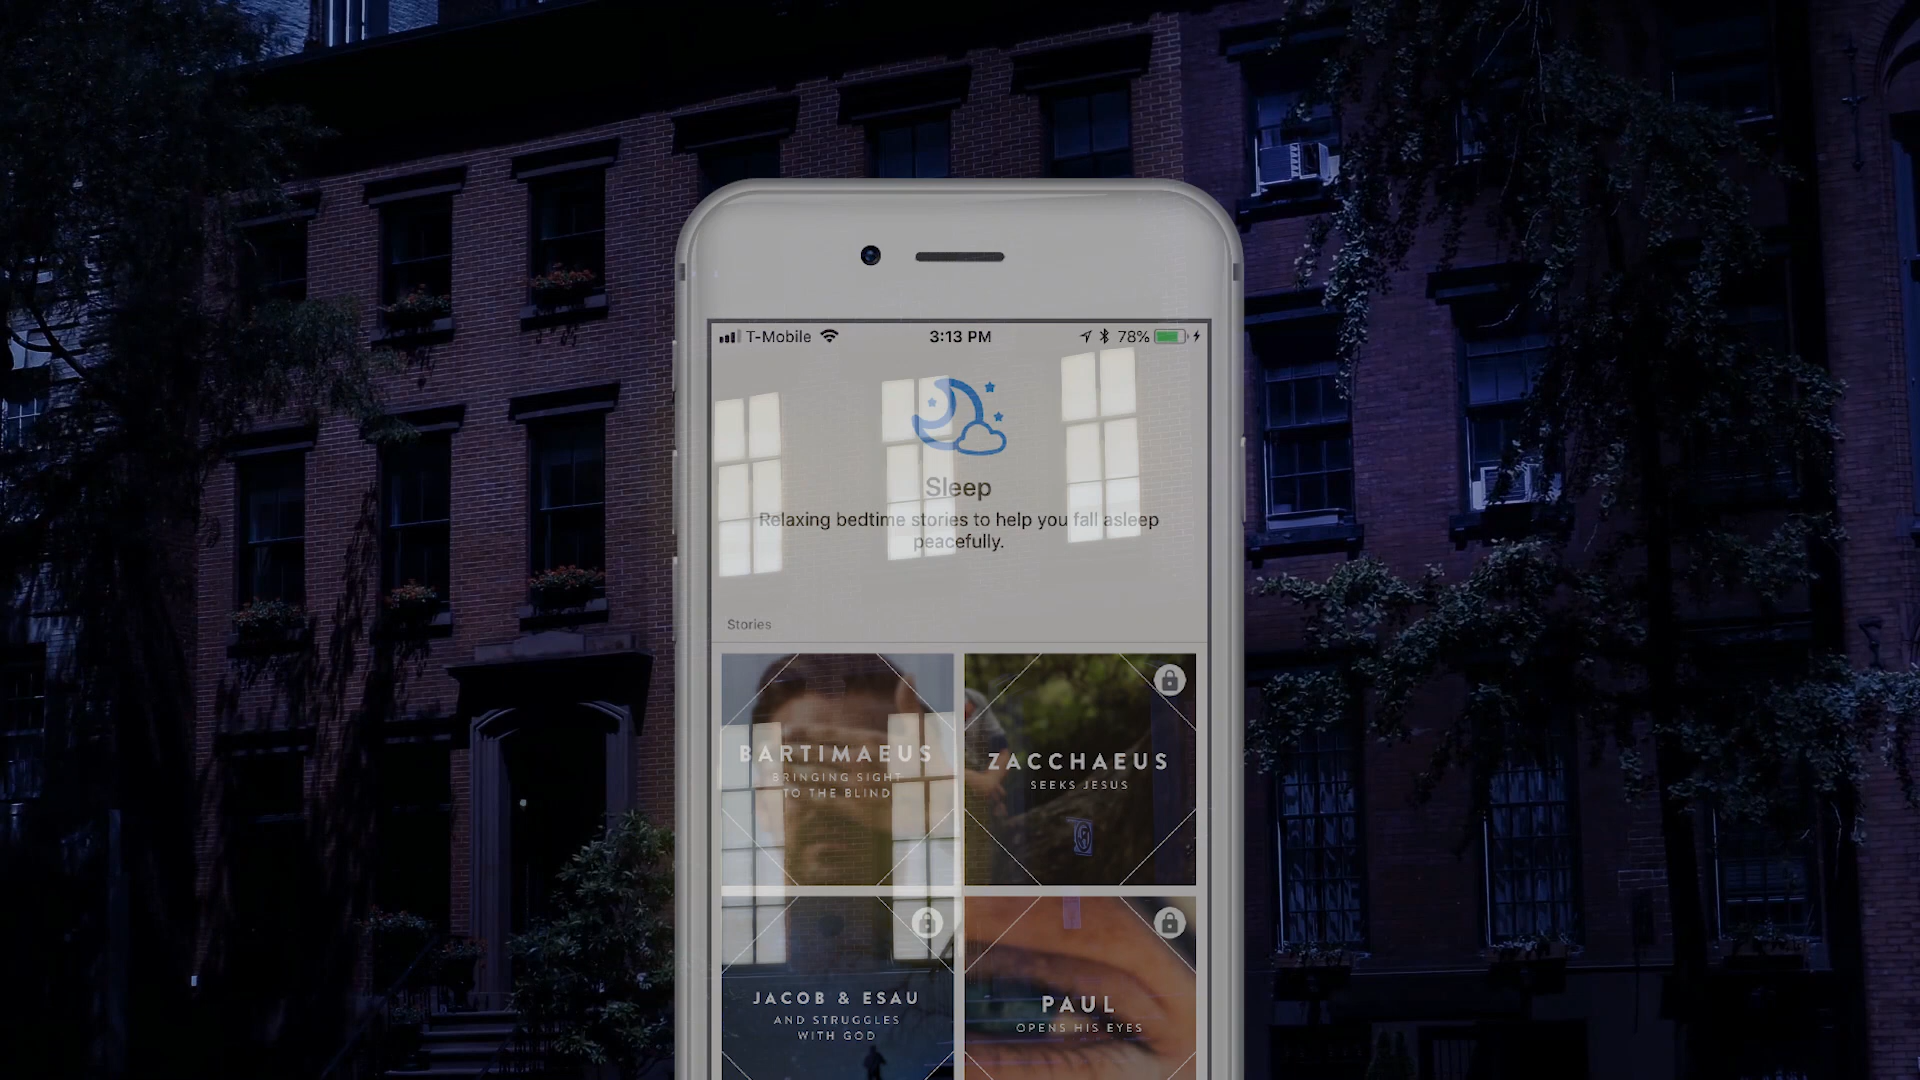 T-Mobile 3:13 PM 78%
Sleep
Relaxing bedtime stories to help you fall asleep
peacefully.
Stories
BARTIMAEUS
BRINGING SIGHT
TO THE BLIND
ZACCHAEUS
SEEKS JESUS
JACOB & ESAU
AND STRUGGLES
WITH GOD
PAUL
OPENS HIS EYES